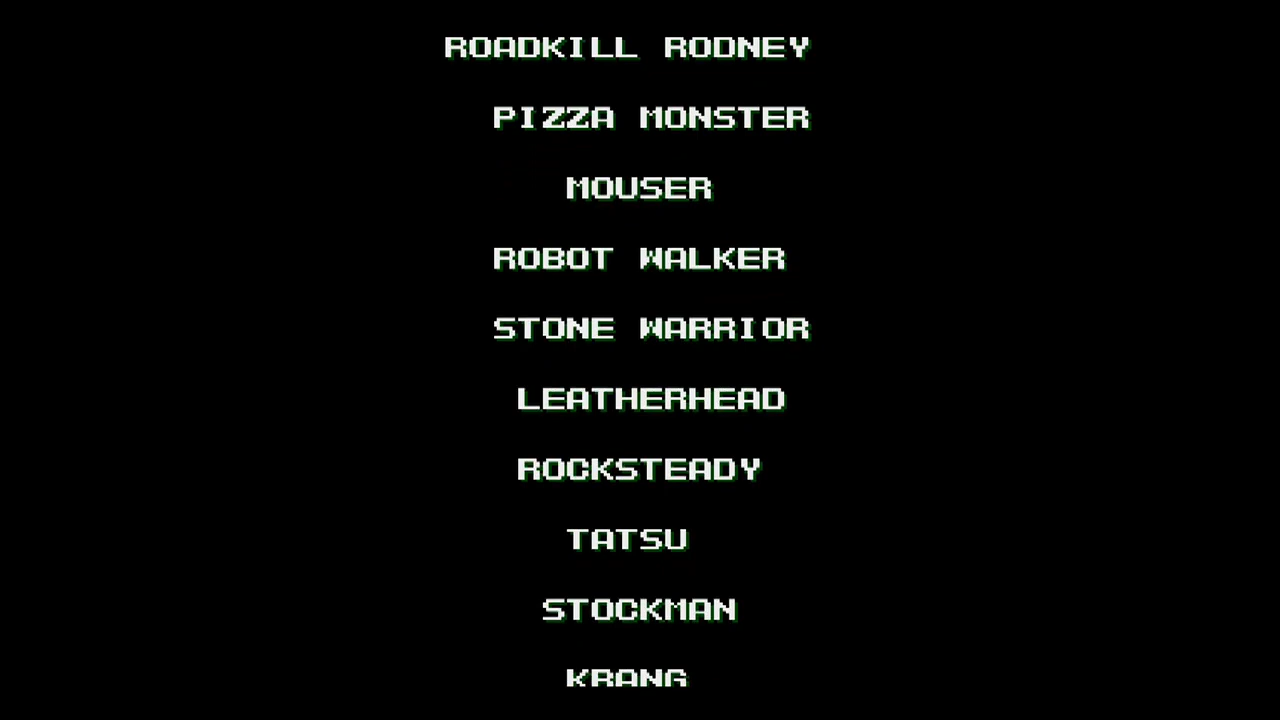 ROADKILL RODNEY
PIZZA MONSTER
MOUSER
ROBOT WALKER
STONE WARRIOR
LEATHERHEAD
ROCKSTEADY
TATSU
STOCKMAN
KRANG